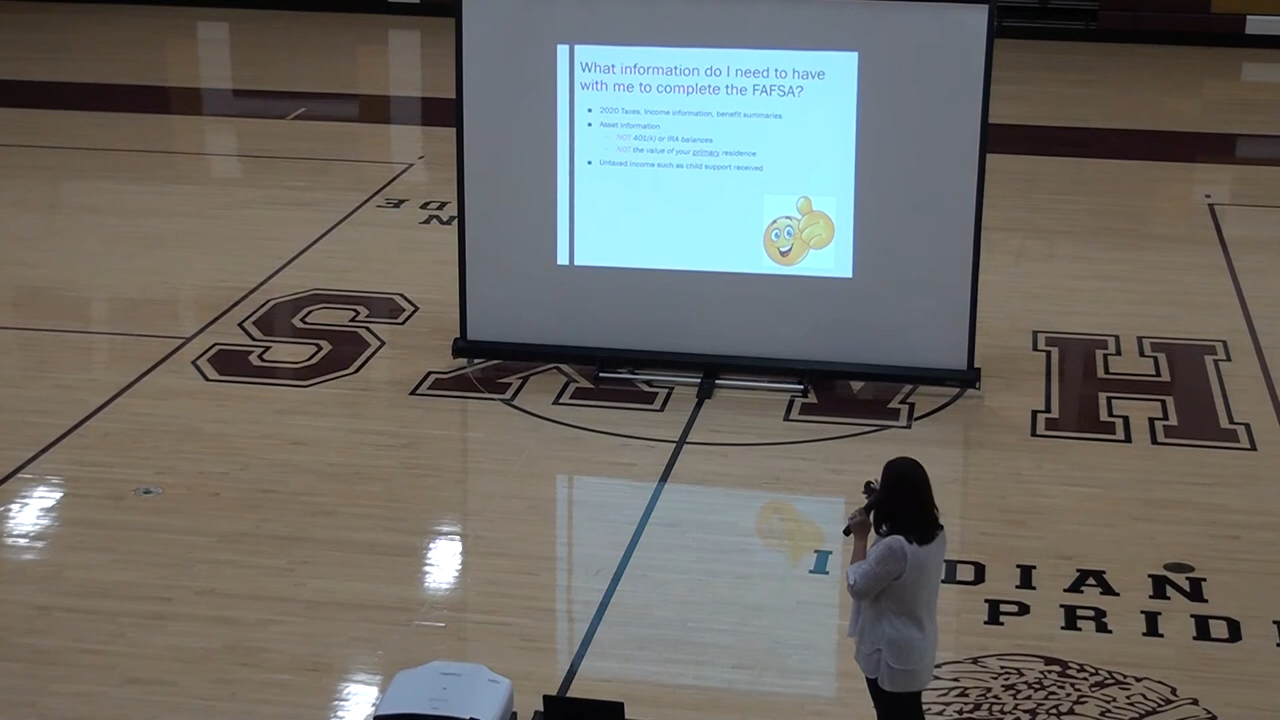 What information do I need to have
with me to complete the FAFSA?
2020 Taxes, Income information, benefit summaries
Asset information
NOT 401(k) or IRA balances
NOT the value of your primary residence
Untaxed income such as child support received
S
H
INDIAN
PRIDE